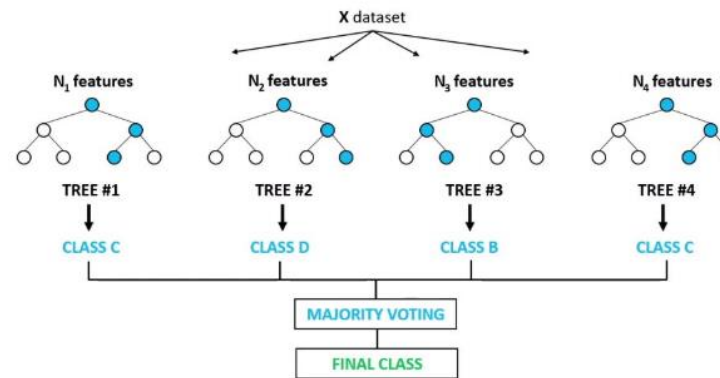 X dataset
N₁ features
N₂ features
N₃ features
N₄ features
TREE #1
TREE #2
TREE #3
TREE #4
CLASS C
CLASS D
CLASS B
CLASS C
MAJORITY VOTING
FINAL CLASS